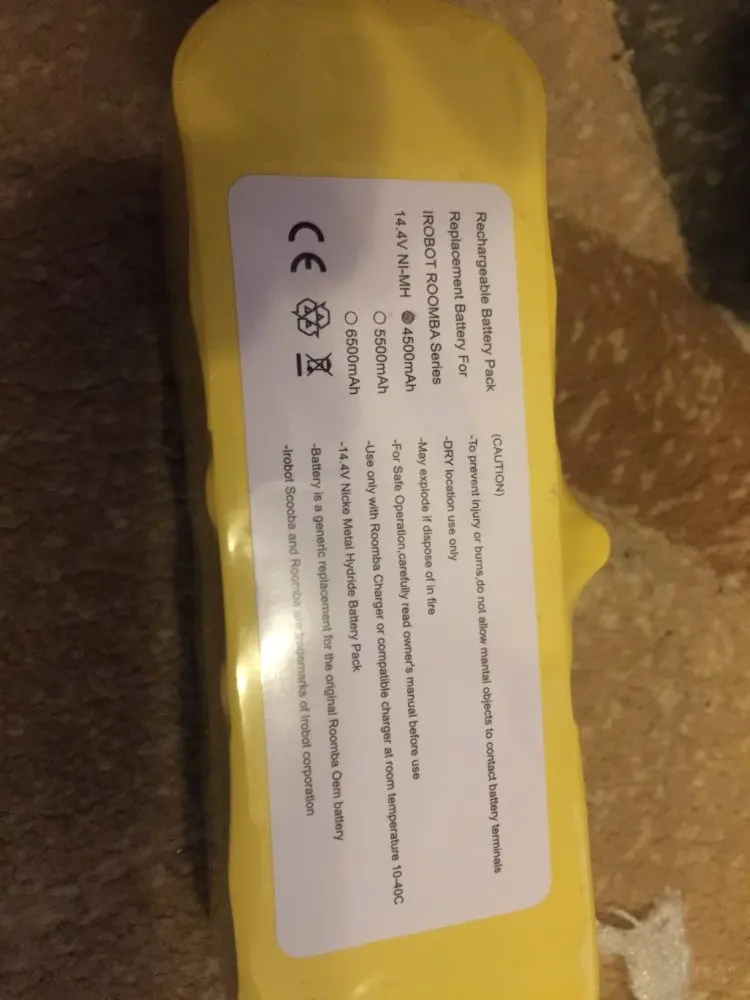 Rechargeable Battery Pack
Replacement Battery For
IROBOT ROOMBA Series
14.4V NI-MH 4500mAh
5500mAh
6500mAh
CE
(CAUTION)
-To prevent injury or burns,do not allow mantal objects to contact battery terminals
-DRY location use only
-May explode if dispose of in fire
-For Safe Operation,carefully read owner's manual before use
-Use only with Roomba Charger or compatible charger at room temperature 10-40C
-14.4V Nicke Metal Hydride Battery Pack
-Battery is a generic replacement for the original Roomba Oem battery
-Irobot Scooba and Roomba are trademarks of Irobot corporation